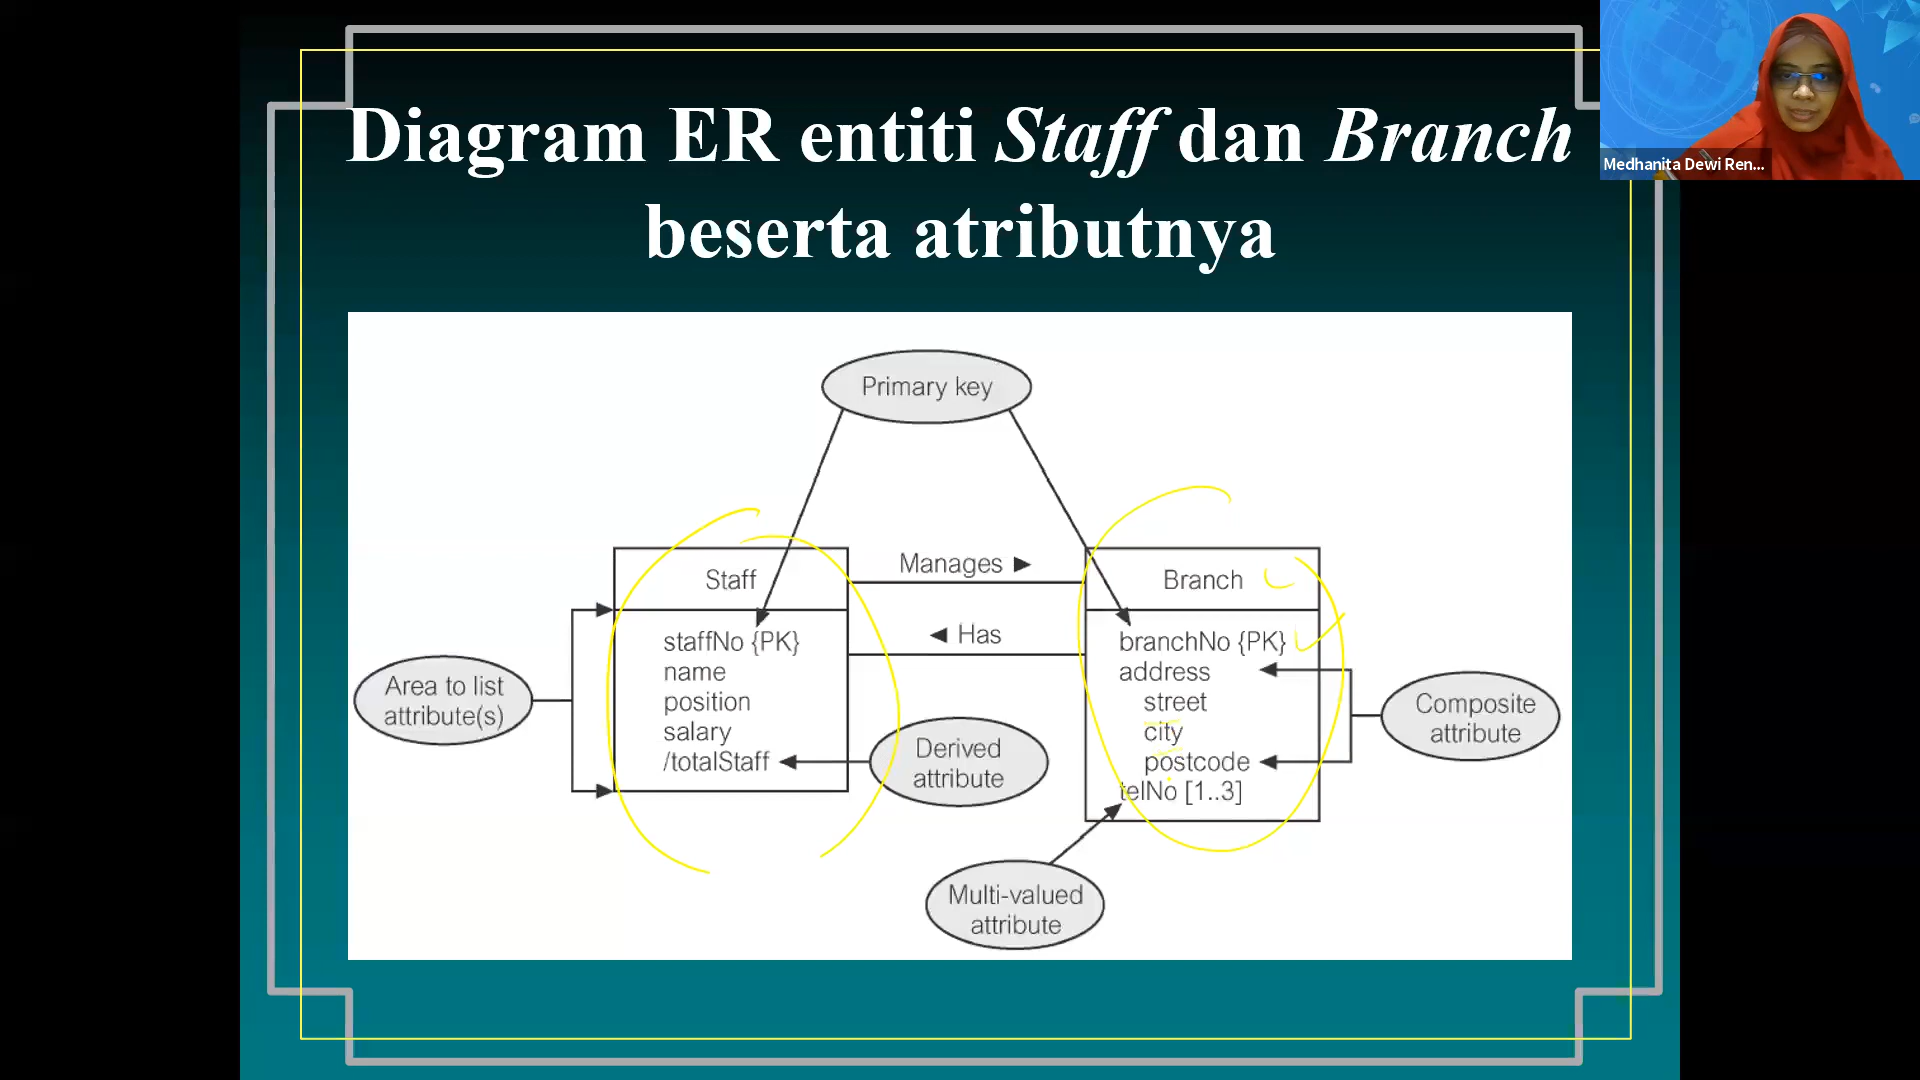 Diagram ER entiti Staff dan Branch
beserta atributnya
Medhanita Dewi Ren...
Primary key
Manages ►
◄ Has
Staff
staffNo {PK}
name
position
salary
/totalStaff
Branch
branchNo {PK}
address
street
city
postcode
telNo [1..3]
Area to list
attribute(s)
Derived
attribute
Composite
attribute
Multi-valued
attribute